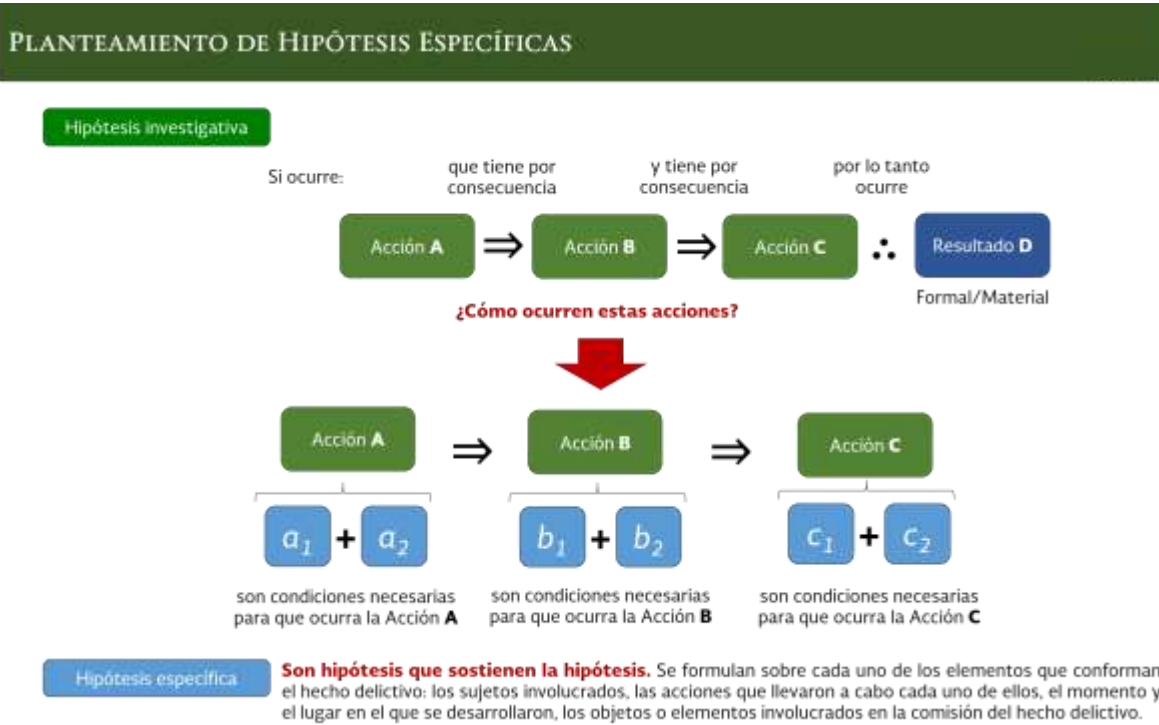 PLANTEAMIENTO DE HIPÓTESIS ESPECÍFICAS
Hipótesis investigativa
Si ocurre:
que tiene por
consecuencia
y tiene por
consecuencia
por lo tanto
ocurre
Acción A ⇒ Acción B ⇒ Acción C ∴ Resultado D
Formal/Material
¿Cómo ocurren estas acciones?
Acción A ⇒ Acción B ⇒ Acción C
a1 + a2
b1 + b2
c1 + c2
son condiciones necesarias
para que ocurra la Acción A
son condiciones necesarias
para que ocurra la Acción B
son condiciones necesarias
para que ocurra la Acción C
Hipótesis específica
Son hipótesis que sostienen la hipótesis. Se formulan sobre cada uno de los elementos que conforman
el hecho delictivo: los sujetos involucrados, las acciones que llevaron a cabo cada uno de ellos, el momento y
el lugar en el que se desarrollaron, los objetos o elementos involucrados en la comisión del hecho delictivo.